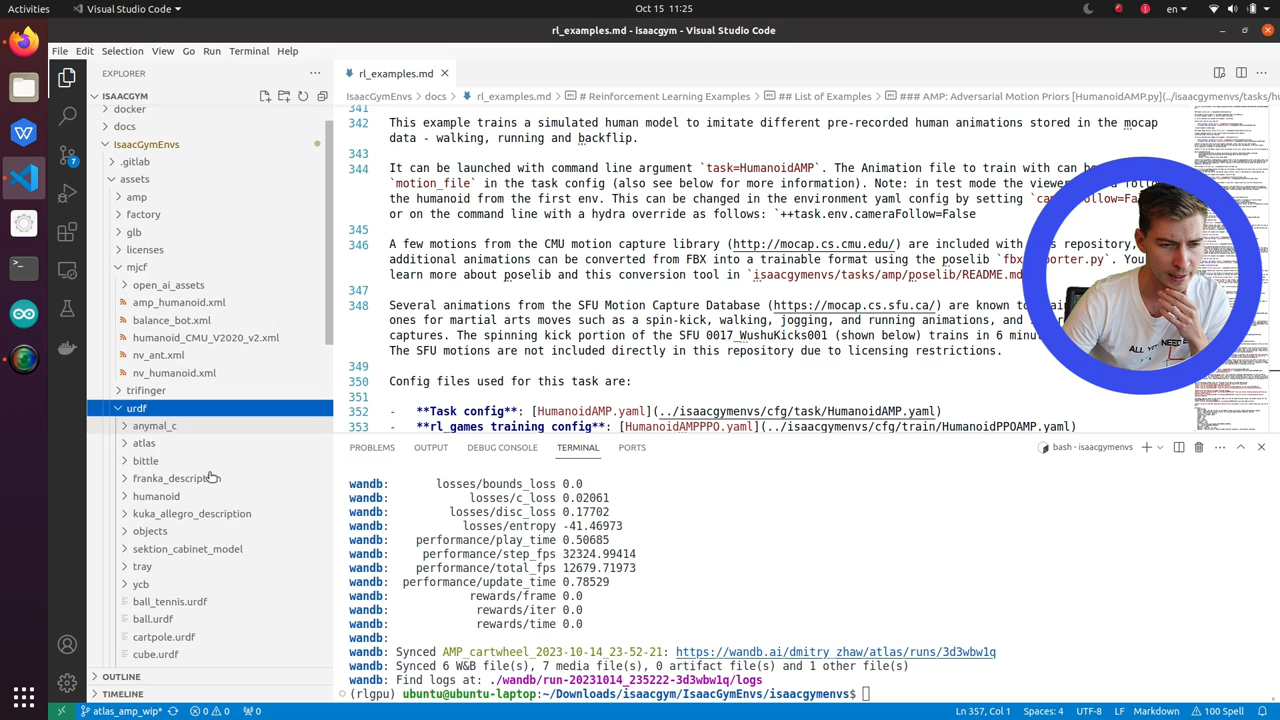 Activities
Visual Studio Code
Oct 15 11:25
en
rl_examples.md - isaacgym - Visual Studio Code
File Edit Selection View Go Run Terminal Help
EXPLORER
ISAACGYM
docker
docs
IsaacGymEnvs
.gitlab
assets
amp
factory
glb
licenses
mjcf
open_ai_assets
amp_humanoid.xml
balance_bot.xml
humanoid_CMU_V2020_v2.xml
nv_ant.xml
nv_humanoid.xml
trifinger
urdf
anymal_c
atlas
bittle
franka_description
humanoid
kuka_allegro_description
objects
sektion_cabinet_model
tray
ycb
ball_tennis.urdf
ball.urdf
cartpole.urdf
cube.urdf
OUTLINE
TIMELINE
rl_examples.md
IsaacGymEnvs > docs > rl_examples.md > # Reinforcement Learning Examples > ## List of Examples > ### AMP: Adversarial Motion Priors [HumanoidAMP.py](../isaacgymenvs/tasks/hu
341
342 This example trains a simulated human model to imitate different pre-recorded human animations stored in the mocap
data - walking, running and backflip.
343
344 It can be launched with command line argument `task=HumanoidAMP`. The Animation file to train with can be
`motion_file` in the task config (also see below for more information). Note: in test mode the viewer
the humanoid from the first env. This can be changed in the environment yaml config by setting
or on the command line with a hydra override as follows: `++task.env.cameraFollow=False
345
346 A few motions from the CMU motion capture library (http://mocap.cs.cmu.edu/) are included with this repository
additional animations can be converted from FBX into a trainable format using the poselib `fbx_importer.py`.
learn more about poselib and this conversion tool in `isaacgymenvs/tasks/amp/poselib/README.md
347
348 Several animations from the SFU Motion Capture Database (https://mocap.cs.sfu.ca/) are known to train
ones for martial arts moves such as a spin-kick, walking, jogging, and running animations, and
captures. The spinning kick portion of the SFU 0017_WushuKicks001 (shown below) trains in 6 minu
The SFU motions are not included directly in this repository due to licensing restrictions.
349
350 Config files used for this task are:
351
352 - **Task config**: [HumanoidAMP.yaml](../isaacgymenvs/cfg/task/HumanoidAMP.yaml)
353 - **rl_games training config**: [HumanoidAMPPPO.yaml](../isaacgymenvs/cfg/train/HumanoidPPOAMP.yaml)
ALL YOU NEED
PROBLEMS OUTPUT DEBUG CONSOLE TERMINAL PORTS
bash - isaacgymenvs
wandb: losses/bounds_loss 0.0
wandb: losses/c_loss 0.02061
wandb: losses/disc_loss 0.17702
wandb: losses/entropy -41.46973
wandb: performance/play_time 0.50685
wandb: performance/step_fps 32324.99414
wandb: performance/total_fps 12679.71973
wandb: performance/update_time 0.78529
wandb: rewards/frame 0.0
wandb: rewards/iter 0.0
wandb: rewards/time 0.0
wandb:
wandb: Synced AMP_cartwheel_2023-10-14_23-52-21: https://wandb.ai/dmitry_zhaw/atlas/runs/3d3wbw1q
wandb: Synced 6 W&B file(s), 7 media file(s), 0 artifact file(s) and 1 other file(s)
wandb: Find logs at: ./wandb/run-20231014_235222-3d3wbw1q/logs
(rlgpu) ubuntu@ubuntu-laptop:~/Downloads/isaacgym/IsaacGymEnvs/isaacgymenvs$
atlas_amp_wip* 0 0 0
Ln 357, Col 1 Spaces: 4 UTF-8 LF Markdown 100 Spell